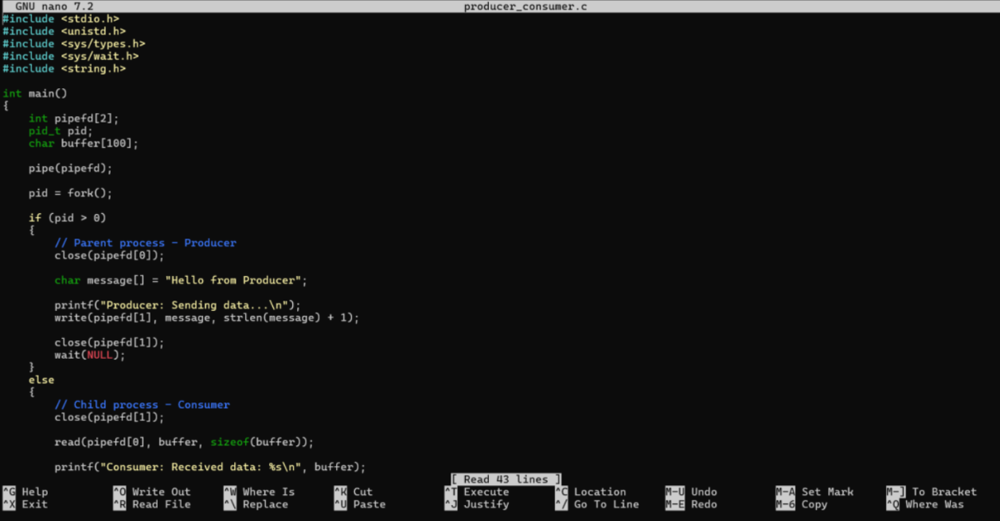 GNU nano 7.2 producer_consumer.c
#include <stdio.h>
#include <unistd.h>
#include <sys/types.h>
#include <sys/wait.h>
#include <string.h>

int main()
{
    int pipefd[2];
    pid_t pid;
    char buffer[100];

    pipe(pipefd);

    pid = fork();

    if (pid > 0)
    {
        // Parent process - Producer
        close(pipefd[0]);

        char message[] = "Hello from Producer";

        printf("Producer: Sending data...\n");
        write(pipefd[1], message, strlen(message) + 1);

        close(pipefd[1]);
        wait(NULL);
    }
    else
    {
        // Child process - Consumer
        close(pipefd[1]);

        read(pipefd[0], buffer, sizeof(buffer));

        printf("Consumer: Received data: %s\n", buffer);
[ Read 43 lines ]
^G Help ^O Write Out ^W Where Is ^K Cut ^T Execute ^C Location M-U Undo M-A Set Mark M-] To Bracket
^X Exit ^R Read File ^\ Replace ^U Paste ^J Justify ^/ Go To Line M-E Redo M-6 Copy ^Q Where Was